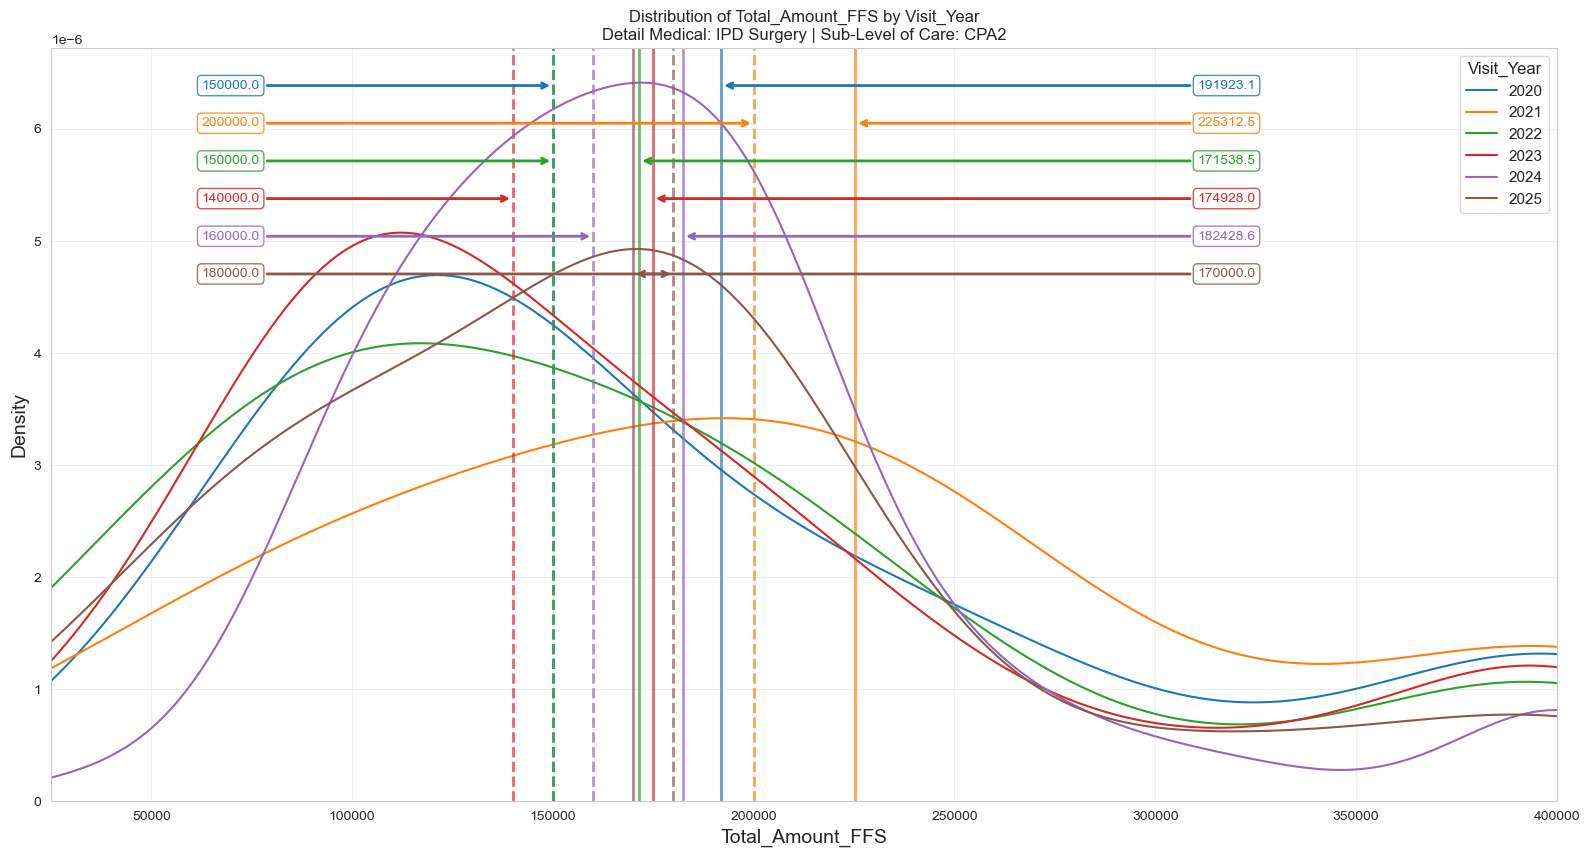 Distribution of Total_Amount_FFS by Visit_Year
Detail Medical: IPD Surgery | Sub-Level of Care: CPA2
1e−6
Visit_Year
2020
2021
2022
2023
2024
2025
150000.0 191923.1
200000.0 225312.5
150000.0 171538.5
140000.0 174928.0
160000.0 182428.6
180000.0 170000.0
Density
6
5
4
3
2
1
0
50000 100000 150000 200000 250000 300000 350000 400000
Total_Amount_FFS